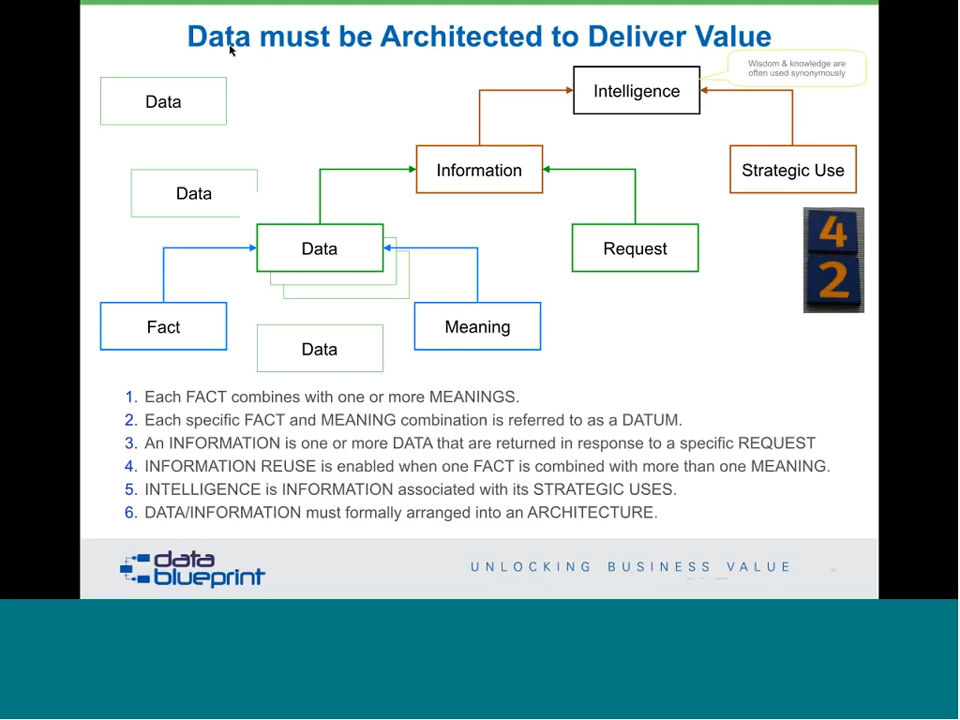 Data must be Architected to Deliver Value
Wisdom & knowledge are
often used synonymously
Intelligence
Data
Information
Strategic Use
Data
Data
Request
4
2
Fact
Meaning
Data
1. Each FACT combines with one or more MEANINGS.
2. Each specific FACT and MEANING combination is referred to as a DATUM.
3. An INFORMATION is one or more DATA that are returned in response to a specific REQUEST
4. INFORMATION REUSE is enabled when one FACT is combined with more than one MEANING.
5. INTELLIGENCE is INFORMATION associated with its STRATEGIC USES.
6. DATA/INFORMATION must formally arranged into an ARCHITECTURE.
data
blueprint
UNLOCKING BUSINESS VALUE